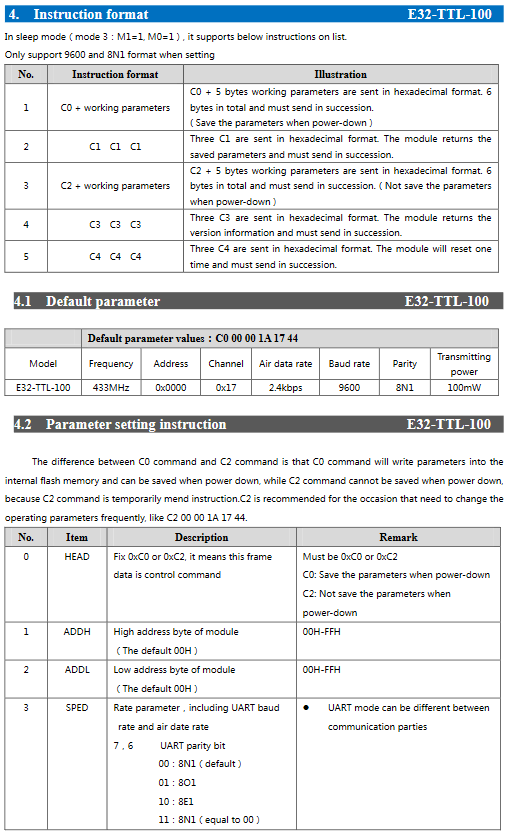 4. Instruction format E32-TTL-100
In sleep mode（mode 3：M1=1, M0=1）, it supports below instructions on list.
Only support 9600 and 8N1 format when setting
No. Instruction format Illustration
1 C0 + working parameters C0 + 5 bytes working parameters are sent in hexadecimal format. 6
bytes in total and must send in succession.
（Save the parameters when power-down）
2 C1 C1 C1 Three C1 are sent in hexadecimal format. The module returns the
saved parameters and must send in succession.
3 C2 + working parameters C2 + 5 bytes working parameters are sent in hexadecimal format. 6
bytes in total and must send in succession.（Not save the parameters
when power-down）
4 C3 C3 C3 Three C3 are sent in hexadecimal format. The module returns the
version information and must send in succession.
5 C4 C4 C4 Three C4 are sent in hexadecimal format. The module will reset one
time and must send in succession.
4.1 Default parameter E32-TTL-100
Default parameter values：C0 00 00 1A 17 44
Model Frequency Address Channel Air data rate Baud rate Parity Transmitting
power
E32-TTL-100 433MHz 0x0000 0x17 2.4kbps 9600 8N1 100mW
4.2 Parameter setting instruction E32-TTL-100
The difference between C0 command and C2 command is that C0 command will write parameters into the
internal flash memory and can be saved when power down, while C2 command cannot be saved when power down,
because C2 command is temporarily mend instruction.C2 is recommended for the occasion that need to change the
operating parameters frequently, like C2 00 00 1A 17 44.
No. Item Description Remark
0 HEAD Fix 0xC0 or 0xC2, it means this frame
data is control command
Must be 0xC0 or 0xC2
C0: Save the parameters when power-down
C2: Not save the parameters when
power-down
1 ADDH High address byte of module
（The default 00H）
00H-FFH
2 ADDL Low address byte of module
（The default 00H）
00H-FFH
3 SPED Rate parameter，including UART baud
rate and air date rate
7，6 UART parity bit
00：8N1（default）
01：8O1
10：8E1
11：8N1（equal to 00）
● UART mode can be different between
communication parties